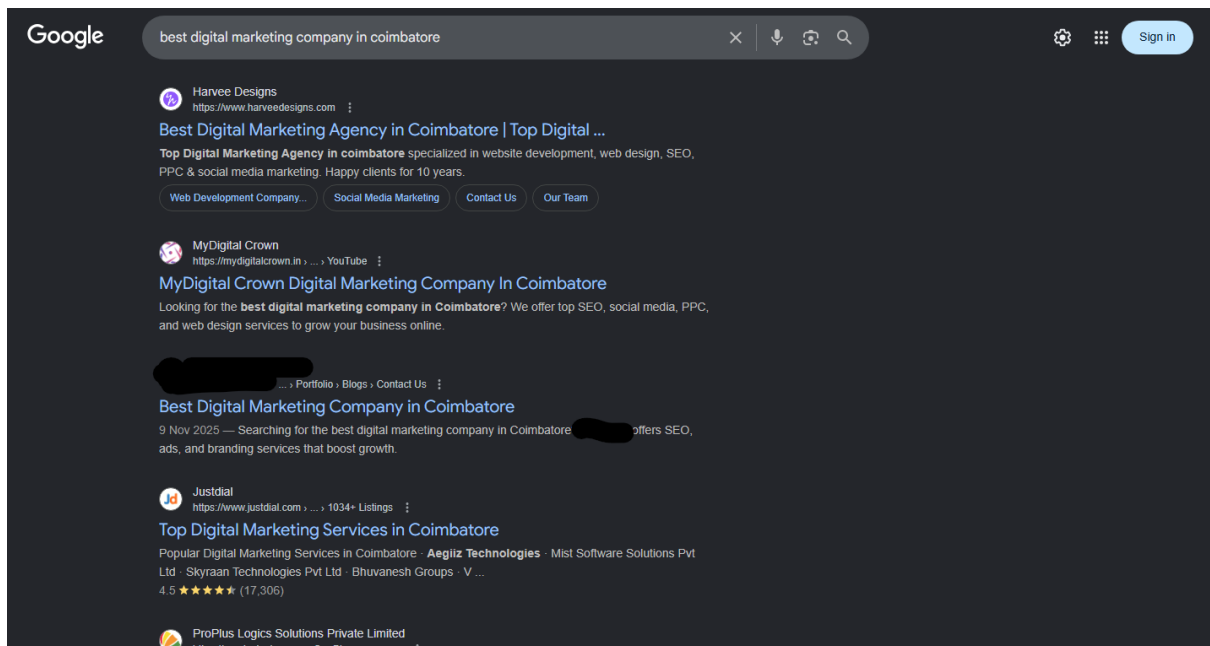 Google
best digital marketing company in coimbatore
Sign in
Harvee Designs
https://www.harveedesigns.com
Best Digital Marketing Agency in Coimbatore | Top Digital ...
Top Digital Marketing Agency in coimbatore specialized in website development, web design, SEO,
PPC & social media marketing. Happy clients for 10 years.
Web Development Company...
Social Media Marketing
Contact Us
Our Team
MyDigital Crown
https://mydigitalcrown.in › ... › YouTube
MyDigital Crown Digital Marketing Company In Coimbatore
Looking for the best digital marketing company in Coimbatore? We offer top SEO, social media, PPC,
and web design services to grow your business online.
... › Portfolio › Blogs › Contact Us
Best Digital Marketing Company in Coimbatore
9 Nov 2025 — Searching for the best digital marketing company in Coimbatore offers SEO,
ads, and branding services that boost growth.
Jd
Justdial
https://www.justdial.com › ... › 1034+ Listings
Top Digital Marketing Services in Coimbatore
Popular Digital Marketing Services in Coimbatore · Aegiiz Technologies · Mist Software Solutions Pvt
Ltd · Skyraan Technologies Pvt Ltd · Bhuvanesh Groups · V ...
4.5 (17,306)
ProPlus Logics Solutions Private Limited